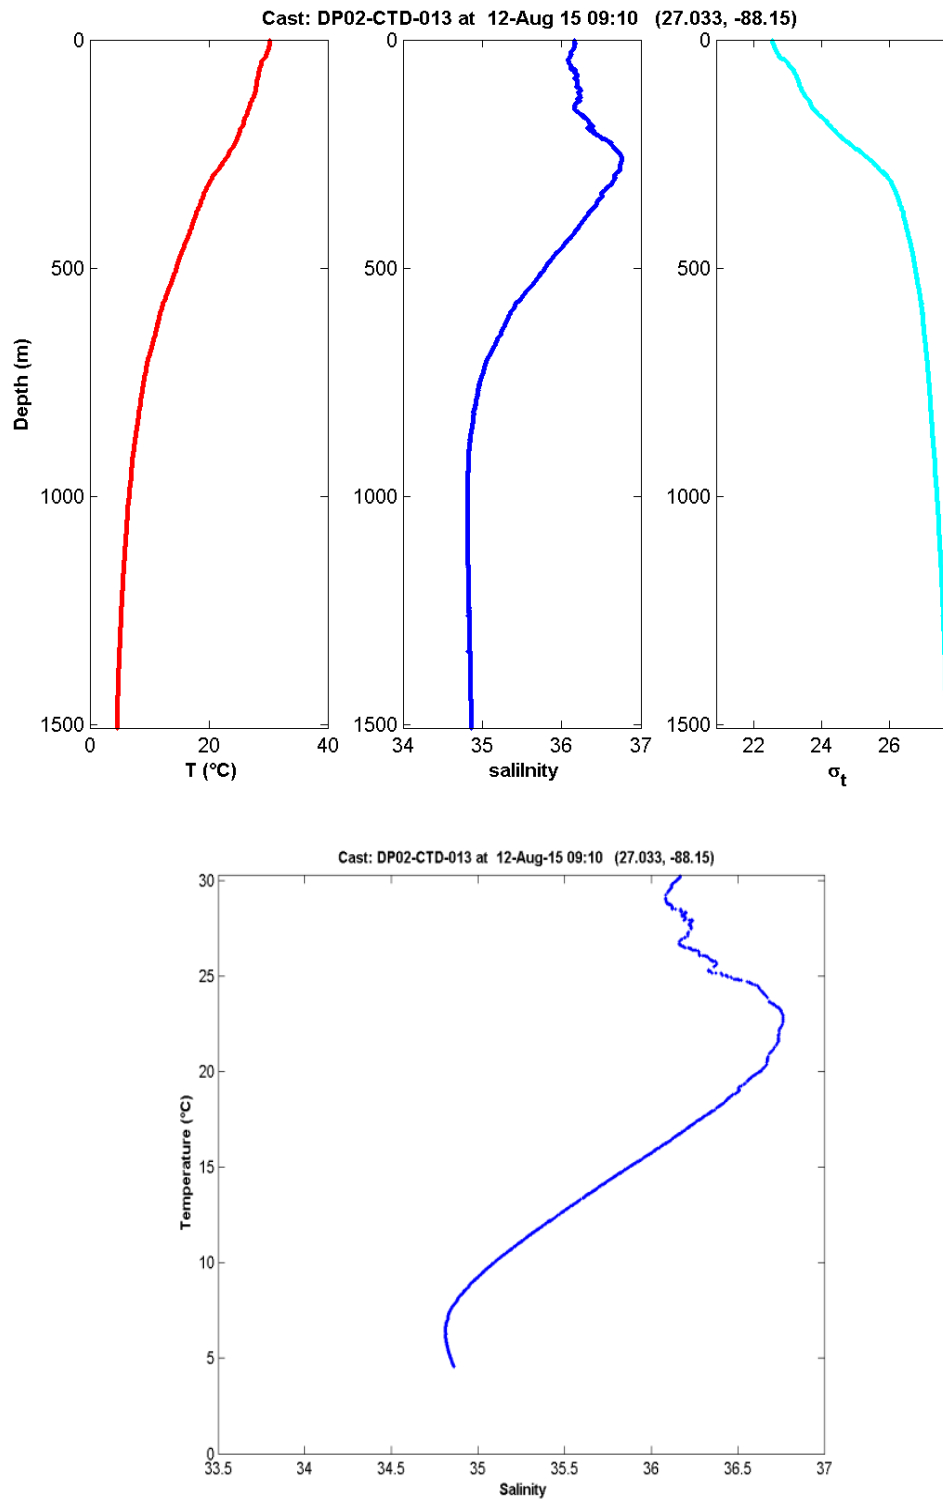 Cast: DP02-CTD-013 at 12-Aug 15 09:10 (27.033, -88.15)
0 0 0
500 500 500
Depth (m)
1000 1000 1000
1500 1500 1500
0 20 40 34 35 36 37 22 24 26
T (°C) salilnity σt
Cast: DP02-CTD-013 at 12-Aug-15 09:10 (27.033, -88.15)
30
25
20
Temperature (°C)
15
10
5
0
33.5 34 34.5 35 35.5 36 36.5 37
Salinity